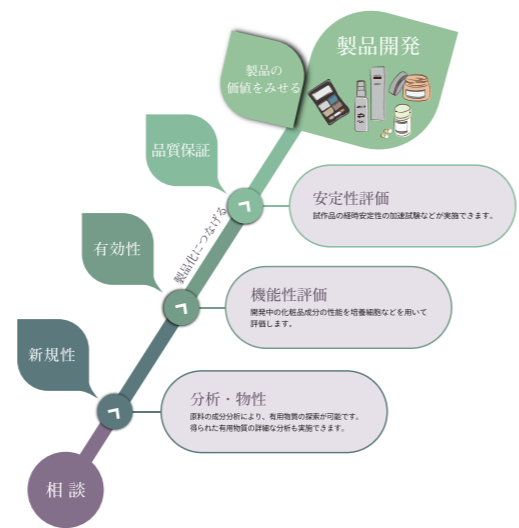 製品開発
製品の
価値をみせる
品質保証
安定性評価
試作品の経時安定性の加速試験などが実施できます。
製品化につなげる
有効性
機能性評価
開発中の化粧品成分の性能を培養細胞などを用いて
評価します。
新規性
分析・物性
原料の成分分析により、有用物質の探索が可能です。
得られた有用物質の詳細な分析も実施できます。
相談